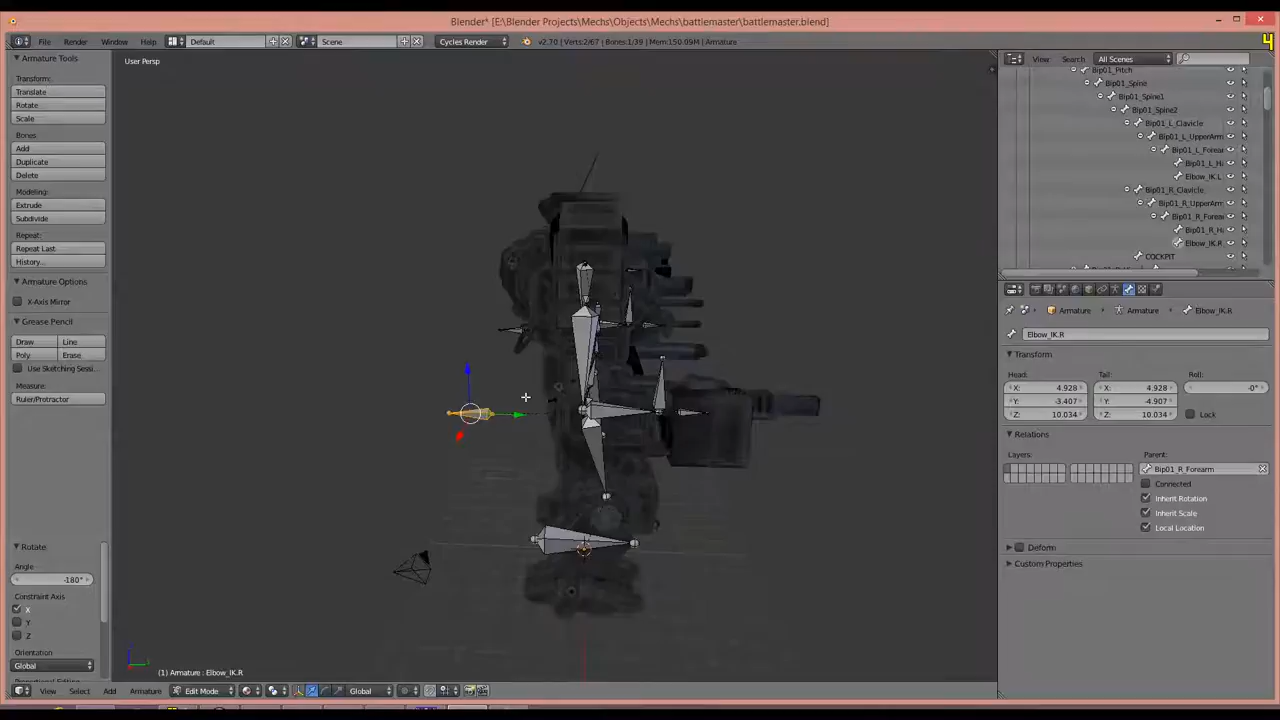 Blender* [E:\Blender Projects\Mechs\Objects\Mechs\battlemaster\battlemaster.blend]
File Render Window Help Default Scene Cycles Render v2.70 | Verts:2/67 | Bones:1/39 | Mem:150.09M | Armature
4
Armature Tools
Transform:
Translate
Rotate
Scale
Bones:
Add
Duplicate
Delete
Modeling:
Extrude
Subdivide
Repeat:
Repeat Last
History...
Armature Options
X-Axis Mirror
Grease Pencil
Draw Line
Poly Erase
Use Sketching Sessi...
Measure:
Ruler/Protractor
Rotate
Angle
-180°
Constraint Axis
X
Y
Z
Orientation
Global
User Persp
(1) Armature : Elbow_IK.R
View Select Add Armature Edit Mode Global
View Search All Scenes
Bip01_Pitch
Bip01_Spine
Bip01_Spine1
Bip01_Spine2
Bip01_L_Clavicle
Bip01_L_UpperArm
Bip01_L_Forear
Bip01_L_Ha
Elbow_IK.L
Bip01_R_Clavicle
Bip01_R_UpperArm
Bip01_R_Forear
Bip01_R_Ha
Elbow_IK.R
COCKPIT
Armature Armature Elbow_IK.R
Elbow_IK.R
Transform
Head: Tail: Roll:
X: 4.928 X: 4.928 -0°
Y: -3.407 Y: -4.907
Z: 10.034 Z: 10.034 Lock
Relations
Layers: Parent:
Bip01_R_Forearm
Connected
Inherit Rotation
Inherit Scale
Local Location
Deform
Custom Properties